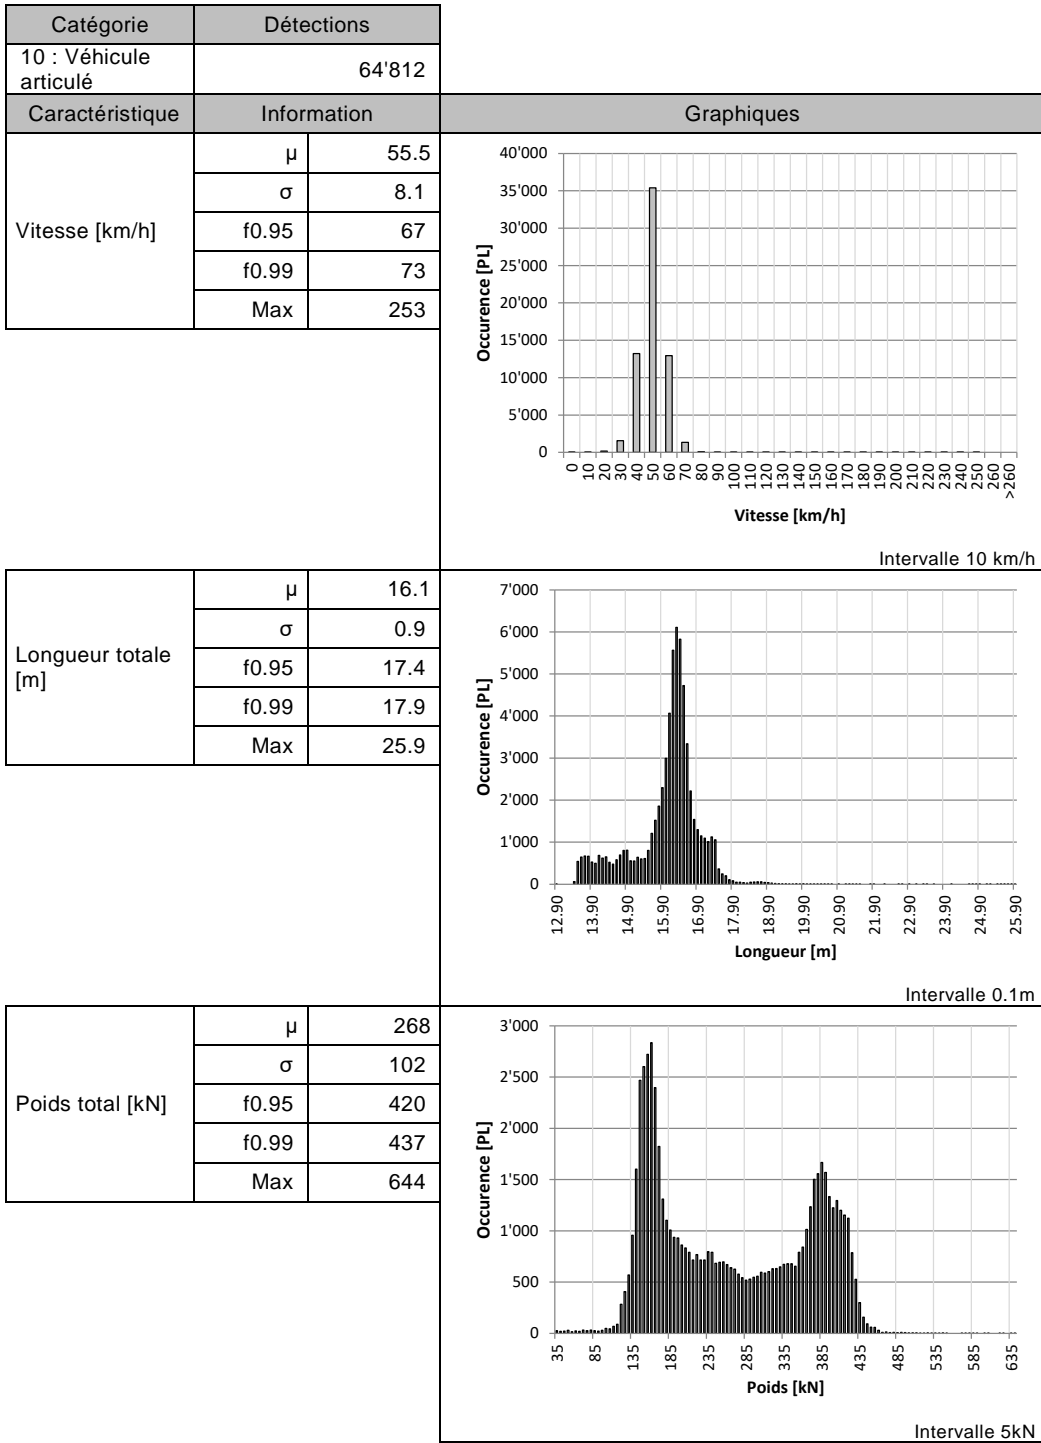 Catégorie Détections
10 : Véhicule
articulé
64'812
Caractéristique Information Graphiques
Vitesse [km/h]
µ 55.5
σ 8.1
f0.95 67
f0.99 73
Max 253
40'000
35'000
30'000
25'000
20'000
15'000
10'000
5'000
0
Occurence [PL]
0 10 20 30 40 50 60 70 80 90 100 110 120 130 140 150 160 170 180 190 200 210 220 230 240 250 260 >260
Vitesse [km/h]
Intervalle 10 km/h
Longueur totale
[m]
µ 16.1
σ 0.9
f0.95 17.4
f0.99 17.9
Max 25.9
7'000
6'000
5'000
4'000
3'000
2'000
1'000
0
Occurence [PL]
12.90 13.90 14.90 15.90 16.90 17.90 18.90 19.90 20.90 21.90 22.90 23.90 24.90 25.90
Longueur [m]
Intervalle 0.1m
Poids total [kN]
µ 268
σ 102
f0.95 420
f0.99 437
Max 644
3'000
2'500
2'000
1'500
1'000
500
0
Occurence [PL]
35 85 135 185 235 285 335 385 435 485 535 585 635
Poids [kN]
Intervalle 5kN